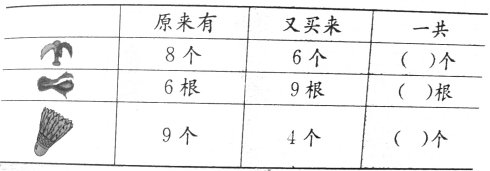 原来有 又买来 一共
8个 6个 ( )个
6根 9根 ( )根
9个 4个 ( )个